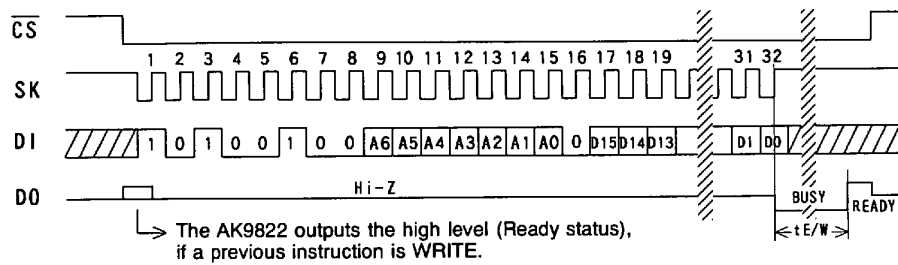 CS
1 2 3 4 5 6 7 8 9 10 11 12 13 14 15 16 17 18 19 31 32
SK
DI 1 0 1 0 0 1 0 0 A6 A5 A4 A3 A2 A1 A0 0 D15 D14 D13 D1 D0
DO Hi-Z BUSY READY
tE/W
The AK9822 outputs the high level (Ready status),
if a previous instruction is WRITE.